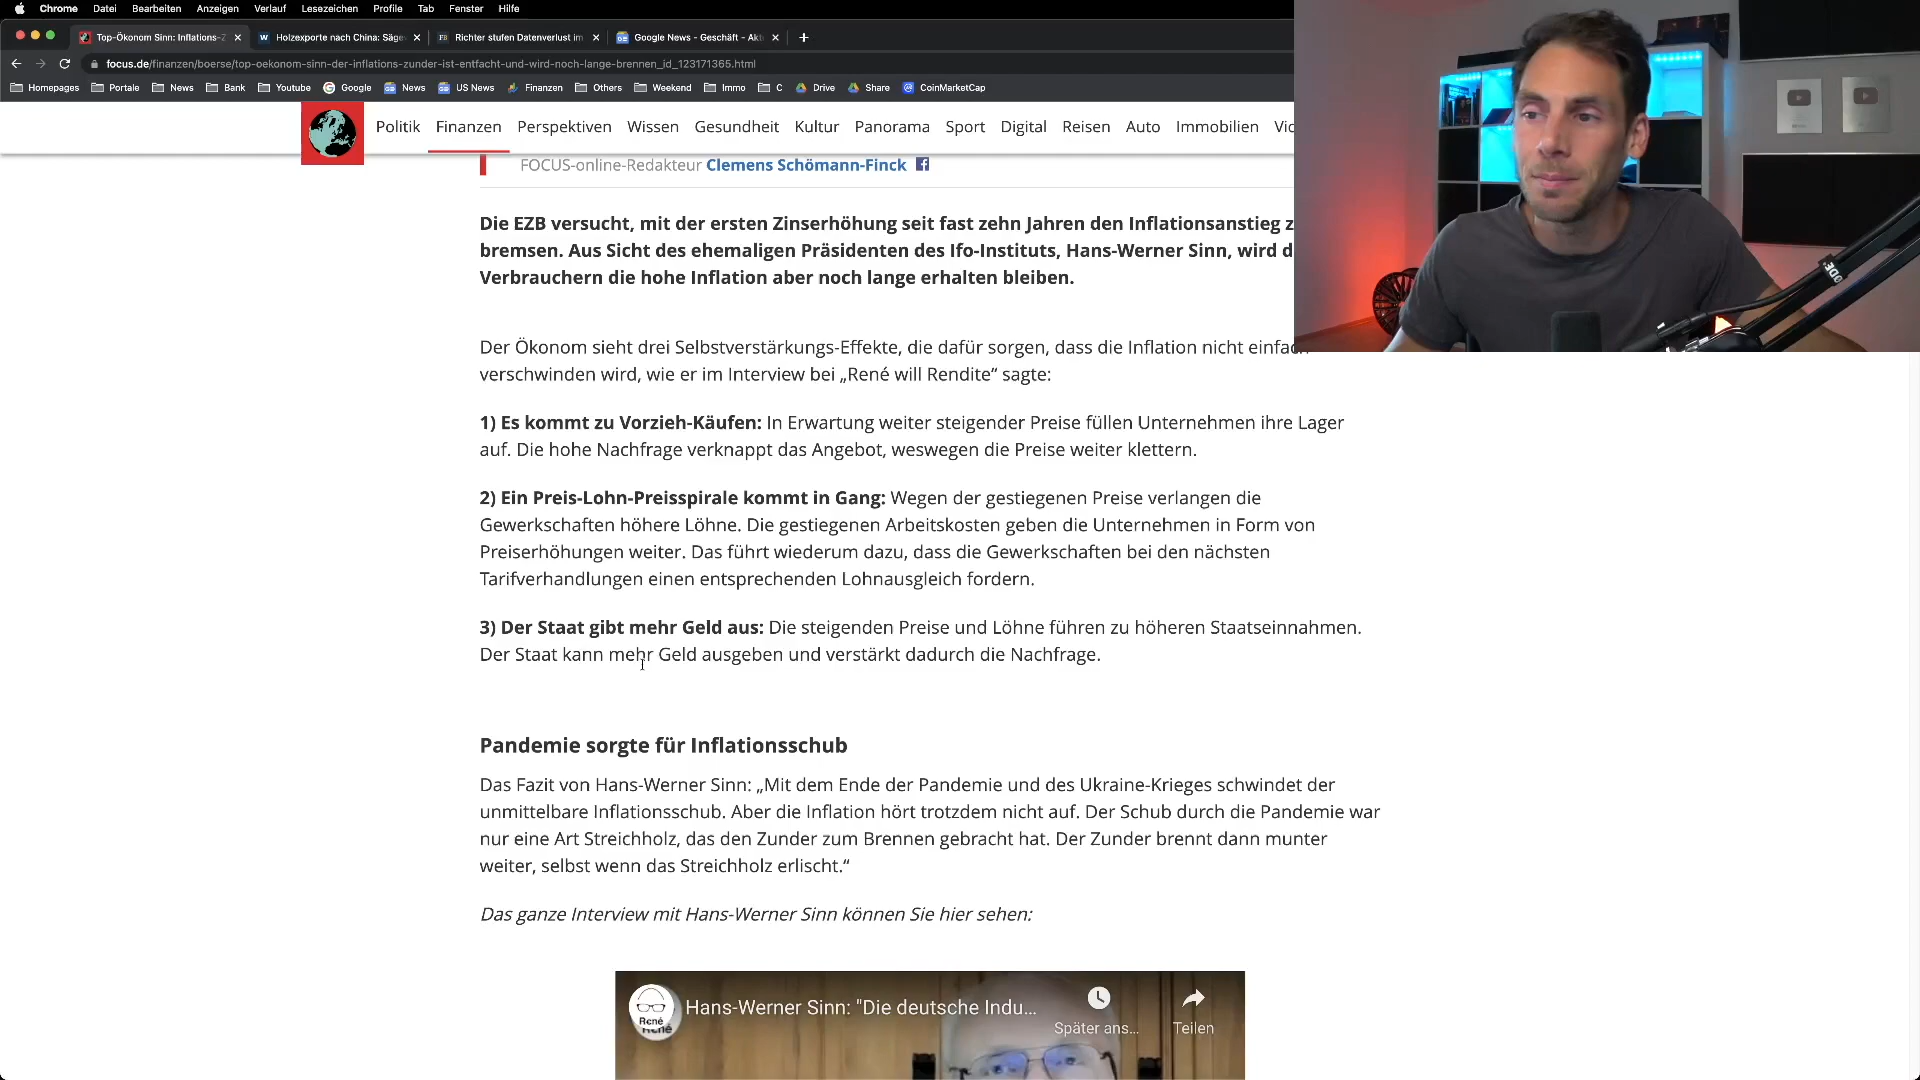 Chrome Datei Bearbeiten Anzeigen Verlauf Lesezeichen Profile Tab Fenster Hilfe
Top-Ökonom Sinn: Inflations-Z Holzexporte nach China: Säge Richter stufen Datenverlust im Google News - Geschäft - Akt
focus.de/finanzen/boerse/top-oekonom-sinn-der-inflations-zunder-ist-entfacht-und-wird-noch-lange-brennen_id_123171365.html
Homepages Portale News Bank Youtube Google News US News Finanzen Others Weekend Immo C Drive Share CoinMarketCap
Politik Finanzen Perspektiven Wissen Gesundheit Kultur Panorama Sport Digital Reisen Auto Immobilien Vic
FOCUS-online-Redakteur Clemens Schömann-Finck
Die EZB versucht, mit der ersten Zinserhöhung seit fast zehn Jahren den Inflationsanstieg z
bremsen. Aus Sicht des ehemaligen Präsidenten des Ifo-Instituts, Hans-Werner Sinn, wird d
Verbrauchern die hohe Inflation aber noch lange erhalten bleiben.
Der Ökonom sieht drei Selbstverstärkungs-Effekte, die dafür sorgen, dass die Inflation nicht einfach
verschwinden wird, wie er im Interview bei „René will Rendite“ sagte:
1) Es kommt zu Vorzieh-Käufen: In Erwartung weiter steigender Preise füllen Unternehmen ihre Lager
auf. Die hohe Nachfrage verknappt das Angebot, weswegen die Preise weiter klettern.
2) Ein Preis-Lohn-Preisspirale kommt in Gang: Wegen der gestiegenen Preise verlangen die
Gewerkschaften höhere Löhne. Die gestiegenen Arbeitskosten geben die Unternehmen in Form von
Preiserhöhungen weiter. Das führt wiederum dazu, dass die Gewerkschaften bei den nächsten
Tarifverhandlungen einen entsprechenden Lohnausgleich fordern.
3) Der Staat gibt mehr Geld aus: Die steigenden Preise und Löhne führen zu höheren Staatseinnahmen.
Der Staat kann mehr Geld ausgeben und verstärkt dadurch die Nachfrage.
Pandemie sorgte für Inflationsschub
Das Fazit von Hans-Werner Sinn: „Mit dem Ende der Pandemie und des Ukraine-Krieges schwindet der
unmittelbare Inflationsschub. Aber die Inflation hört trotzdem nicht auf. Der Schub durch die Pandemie war
nur eine Art Streichholz, das den Zunder zum Brennen gebracht hat. Der Zunder brennt dann munter
weiter, selbst wenn das Streichholz erlischt.“
Das ganze Interview mit Hans-Werner Sinn können Sie hier sehen:
René Hans-Werner Sinn: "Die deutsche Indu...
Später ans... Teilen